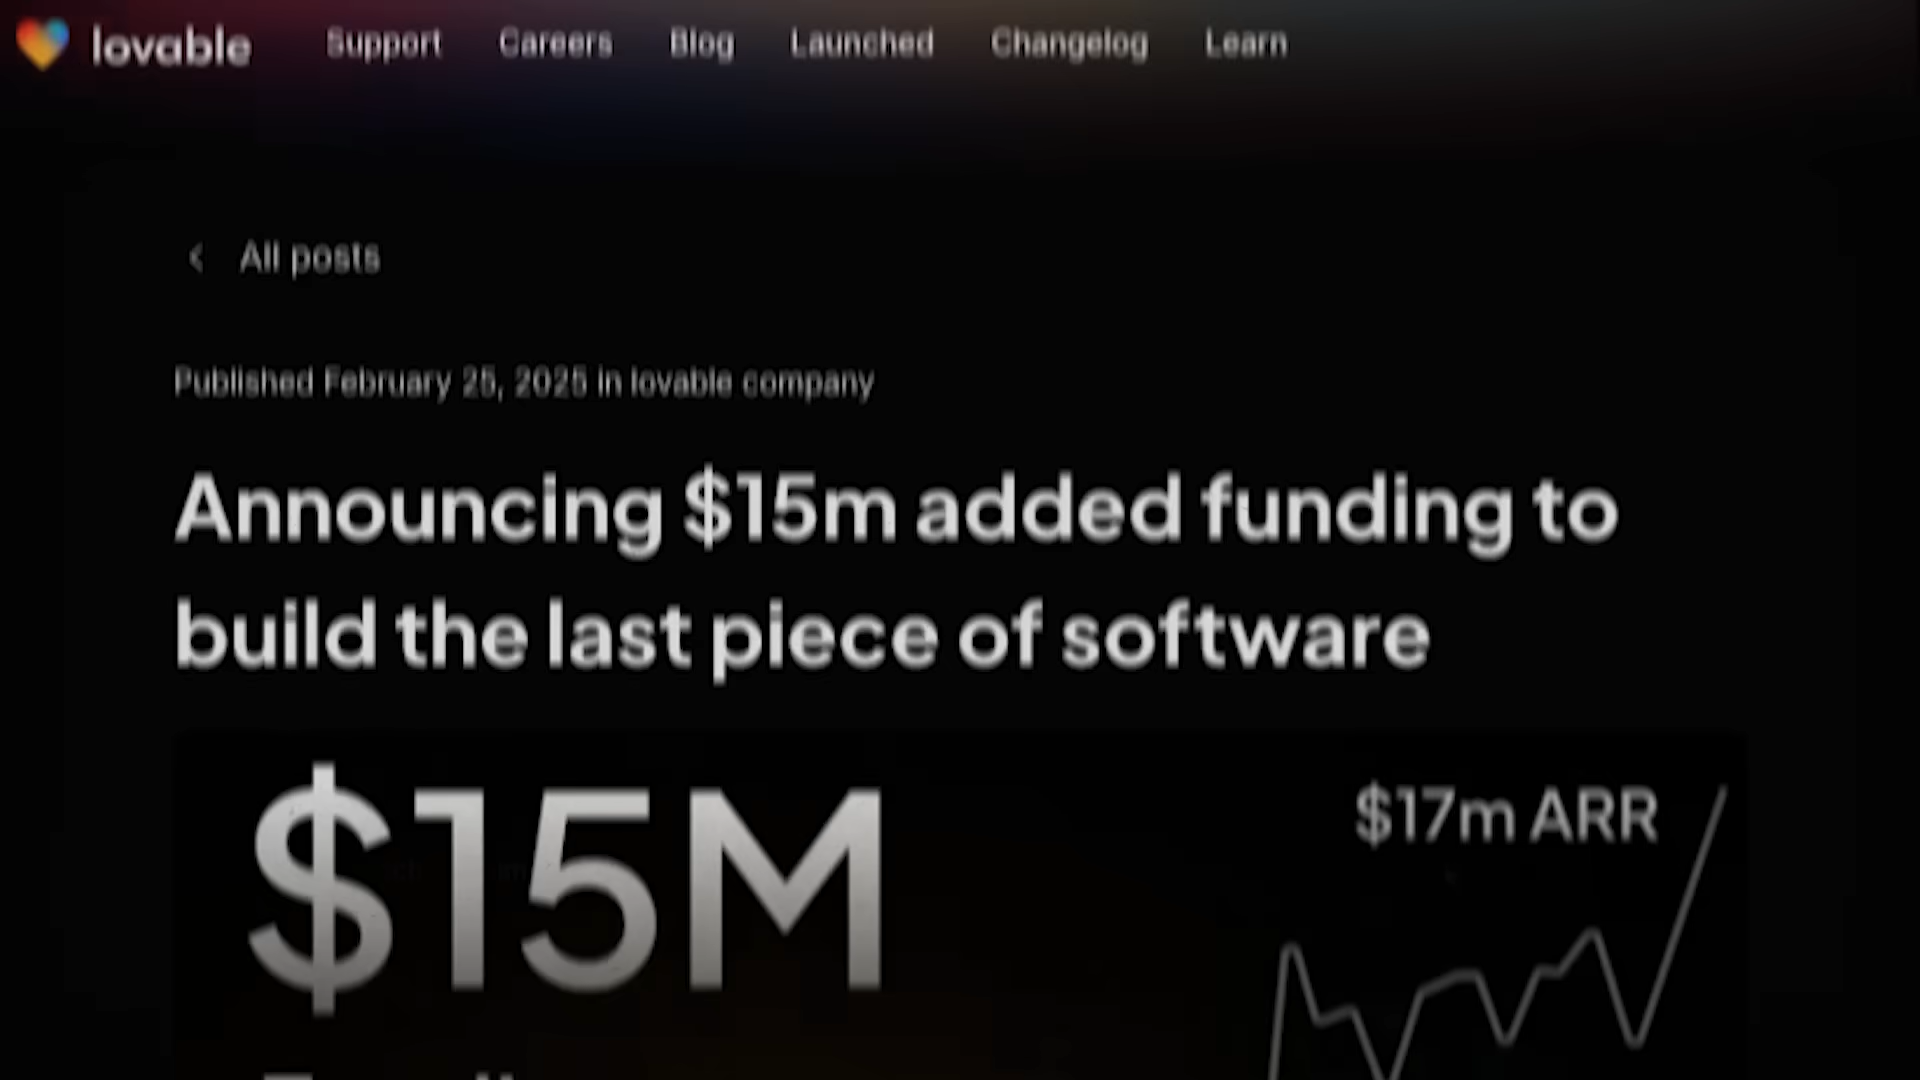 lovable Support Careers Blog Launched Changelog Learn
All posts
Published February 25, 2025 in lovable company
Announcing $15m added funding to
build the last piece of software
$15M
$17m ARR